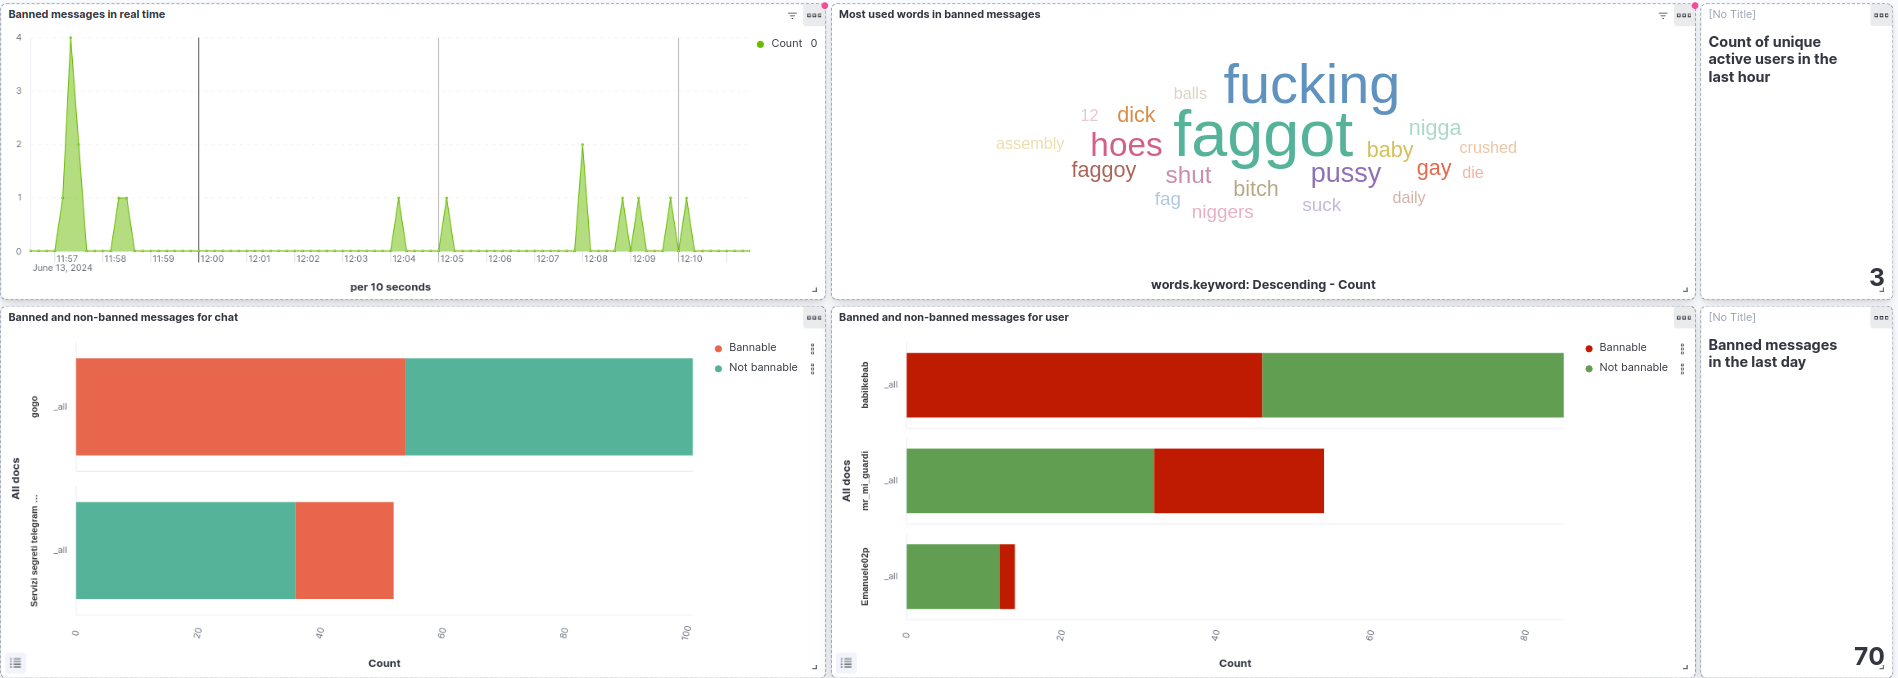 Banned messages in real time
4
3
2
1
0
Count 0
11:57
11:58
11:59
12:00
12:01
12:02
12:03
12:04
12:05
12:06
12:07
12:08
12:09
12:10
June 13, 2024
per 10 seconds
Most used words in banned messages
fucking
balls
12
dick
faggot
nigga
assembly
hoes
baby
crushed
faggoy
shut
pussy
gay
die
bitch
fag
suck
daily
niggers
words.keyword: Descending - Count
[No Title]
Count of unique
active users in the
last hour
3
Banned and non-banned messages for chat
Bannable
Not bannable
All docs
gogo
_all
Servizi segreti telegram ...
_all
0
20
40
60
80
100
Count
Banned and non-banned messages for user
Bannable
Not bannable
All docs
babilkebab
_all
mr_mi_guardi
_all
Emanuele02p
_all
0
20
40
60
80
Count
[No Title]
Banned messages
in the last day
70